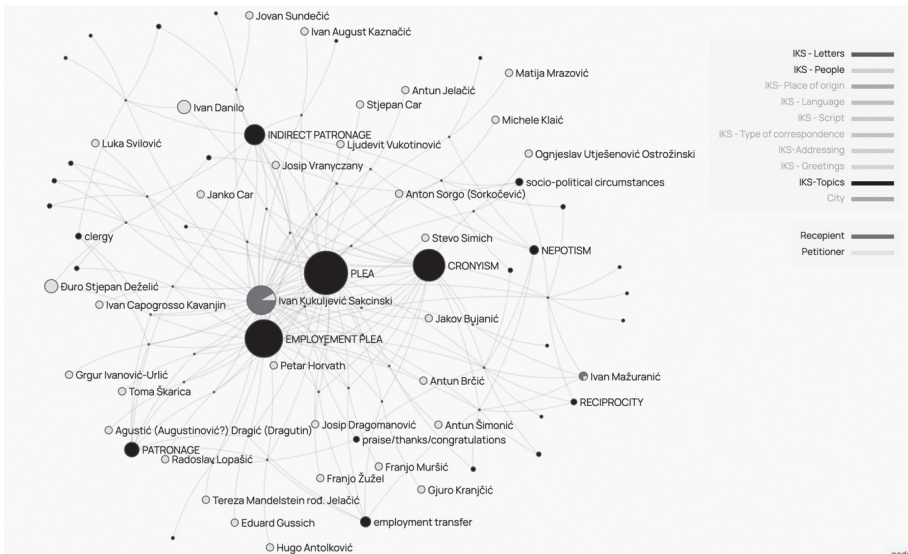 Jovan Sundečić
Ivan August Kaznačić
Matija Mrazović
Antun Jelačić
Ivan Danilo
Stjepan Car
Michele Klaić
INDIRECT PATRONAGE
Luka Svilović
Ljudevit Vukotinović
Ognjeslav Utješenović Ostrožinski
Josip Vranyczany
socio-political circumstances
Janko Car
Anton Sorgo (Sorkočević)
clergy
Stevo Simich
NEPOTISM
CRONYISM
PLEA
Đuro Stjepan Deželić
Ivan Kukuljević Sakcinski
Ivan Capogrosso Kavanjin
Jakov Bujanić
EMPLOYEMENT PLEA
Petar Horvath
Grgur Ivanović-Urlić
Antun Brčić
Ivan Mažuranić
Toma Škarica
RECIPROCITY
Agustić (Augustinović?) Dragić (Dragutin)
Josip Dragomanović
Antun Šimonić
praise/thanks/congratulations
PATRONAGE
Radoslav Lopašić
Franjo Muršić
Franjo Žužel
Gjuro Kranjčić
Tereza Mandelstein rođ. Jelačić
Eduard Gussich
employment transfer
Hugo Antolković
IKS - Letters
IKS - People
IKS- Place of origin
IKS - Language
IKS - Script
IKS - Type of correspondence
IKS-Addressing
IKS - Greetings
IKS-Topics
City
Recepient
Petitioner